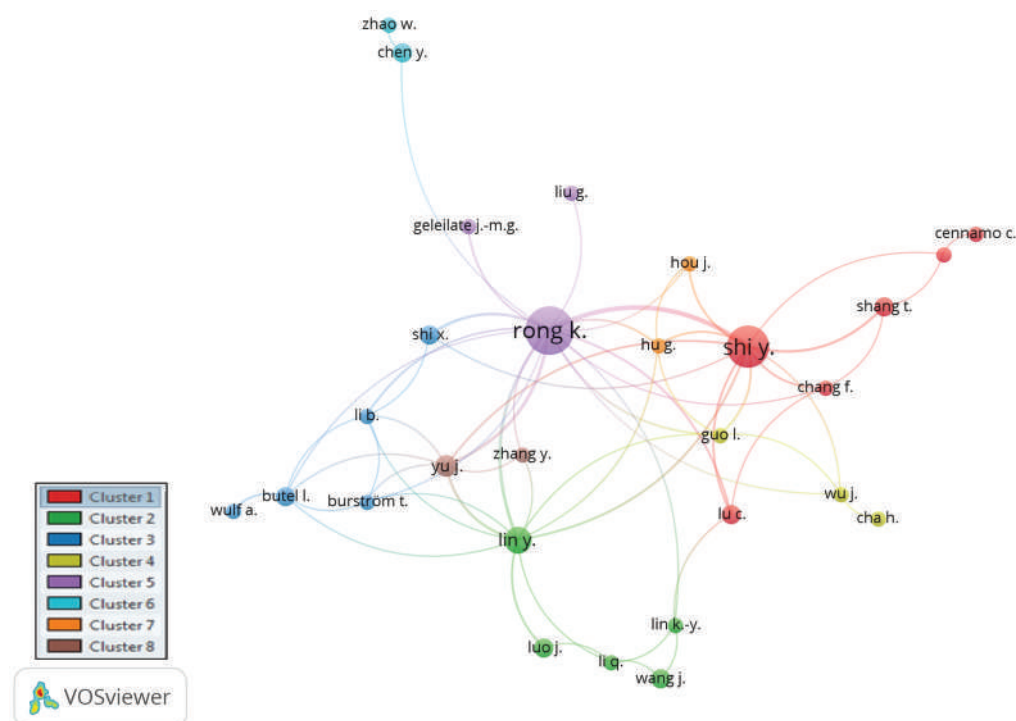 zhao w.
chen y.
liu g.
geleilate j.-m.g.
cennamo c.
hou j.
shang t.
rong k.
shi x.
hu g.
shi y.
chang f.
li b.
guo l.
zhang y.
yu j.
wulf a.
butel l.
burström t.
wu j.
lu c.
cha h.
lin y.
lin k.-y.
luo j.
li q.
wang j.
Cluster 1
Cluster 2
Cluster 3
Cluster 4
Cluster 5
Cluster 6
Cluster 7
Cluster 8
VOSviewer